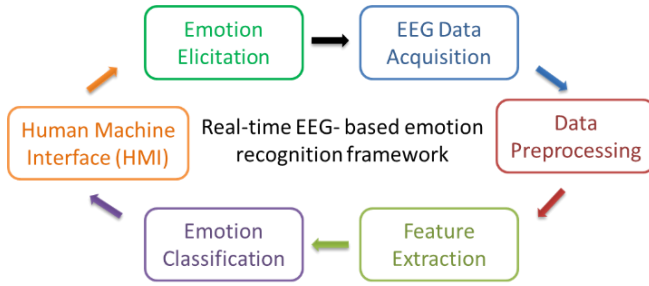 Emotion
Elicitation
EEG Data
Acquisition
Human Machine
Interface (HMI)
Real-time EEG- based emotion
recognition framework
Data
Preprocessing
Emotion
Classification
Feature
Extraction